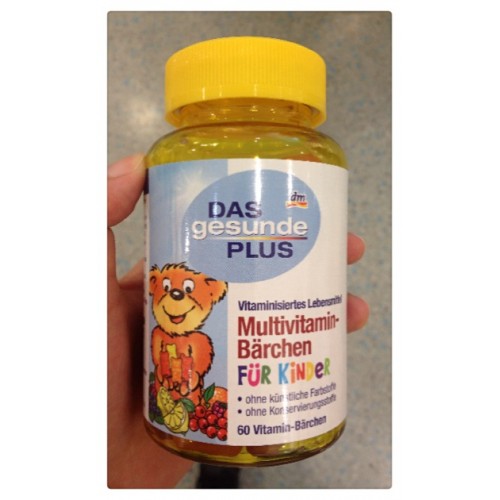 dm
DAS
gesunde
PLUS
Vitaminisiertes Lebensmittel
Multivitamin-
Bärchen
FÜR KiNDER
• ohne künstliche Farbstoffe
• ohne Konservierungsstoffe
60 Vitamin-Bärchen